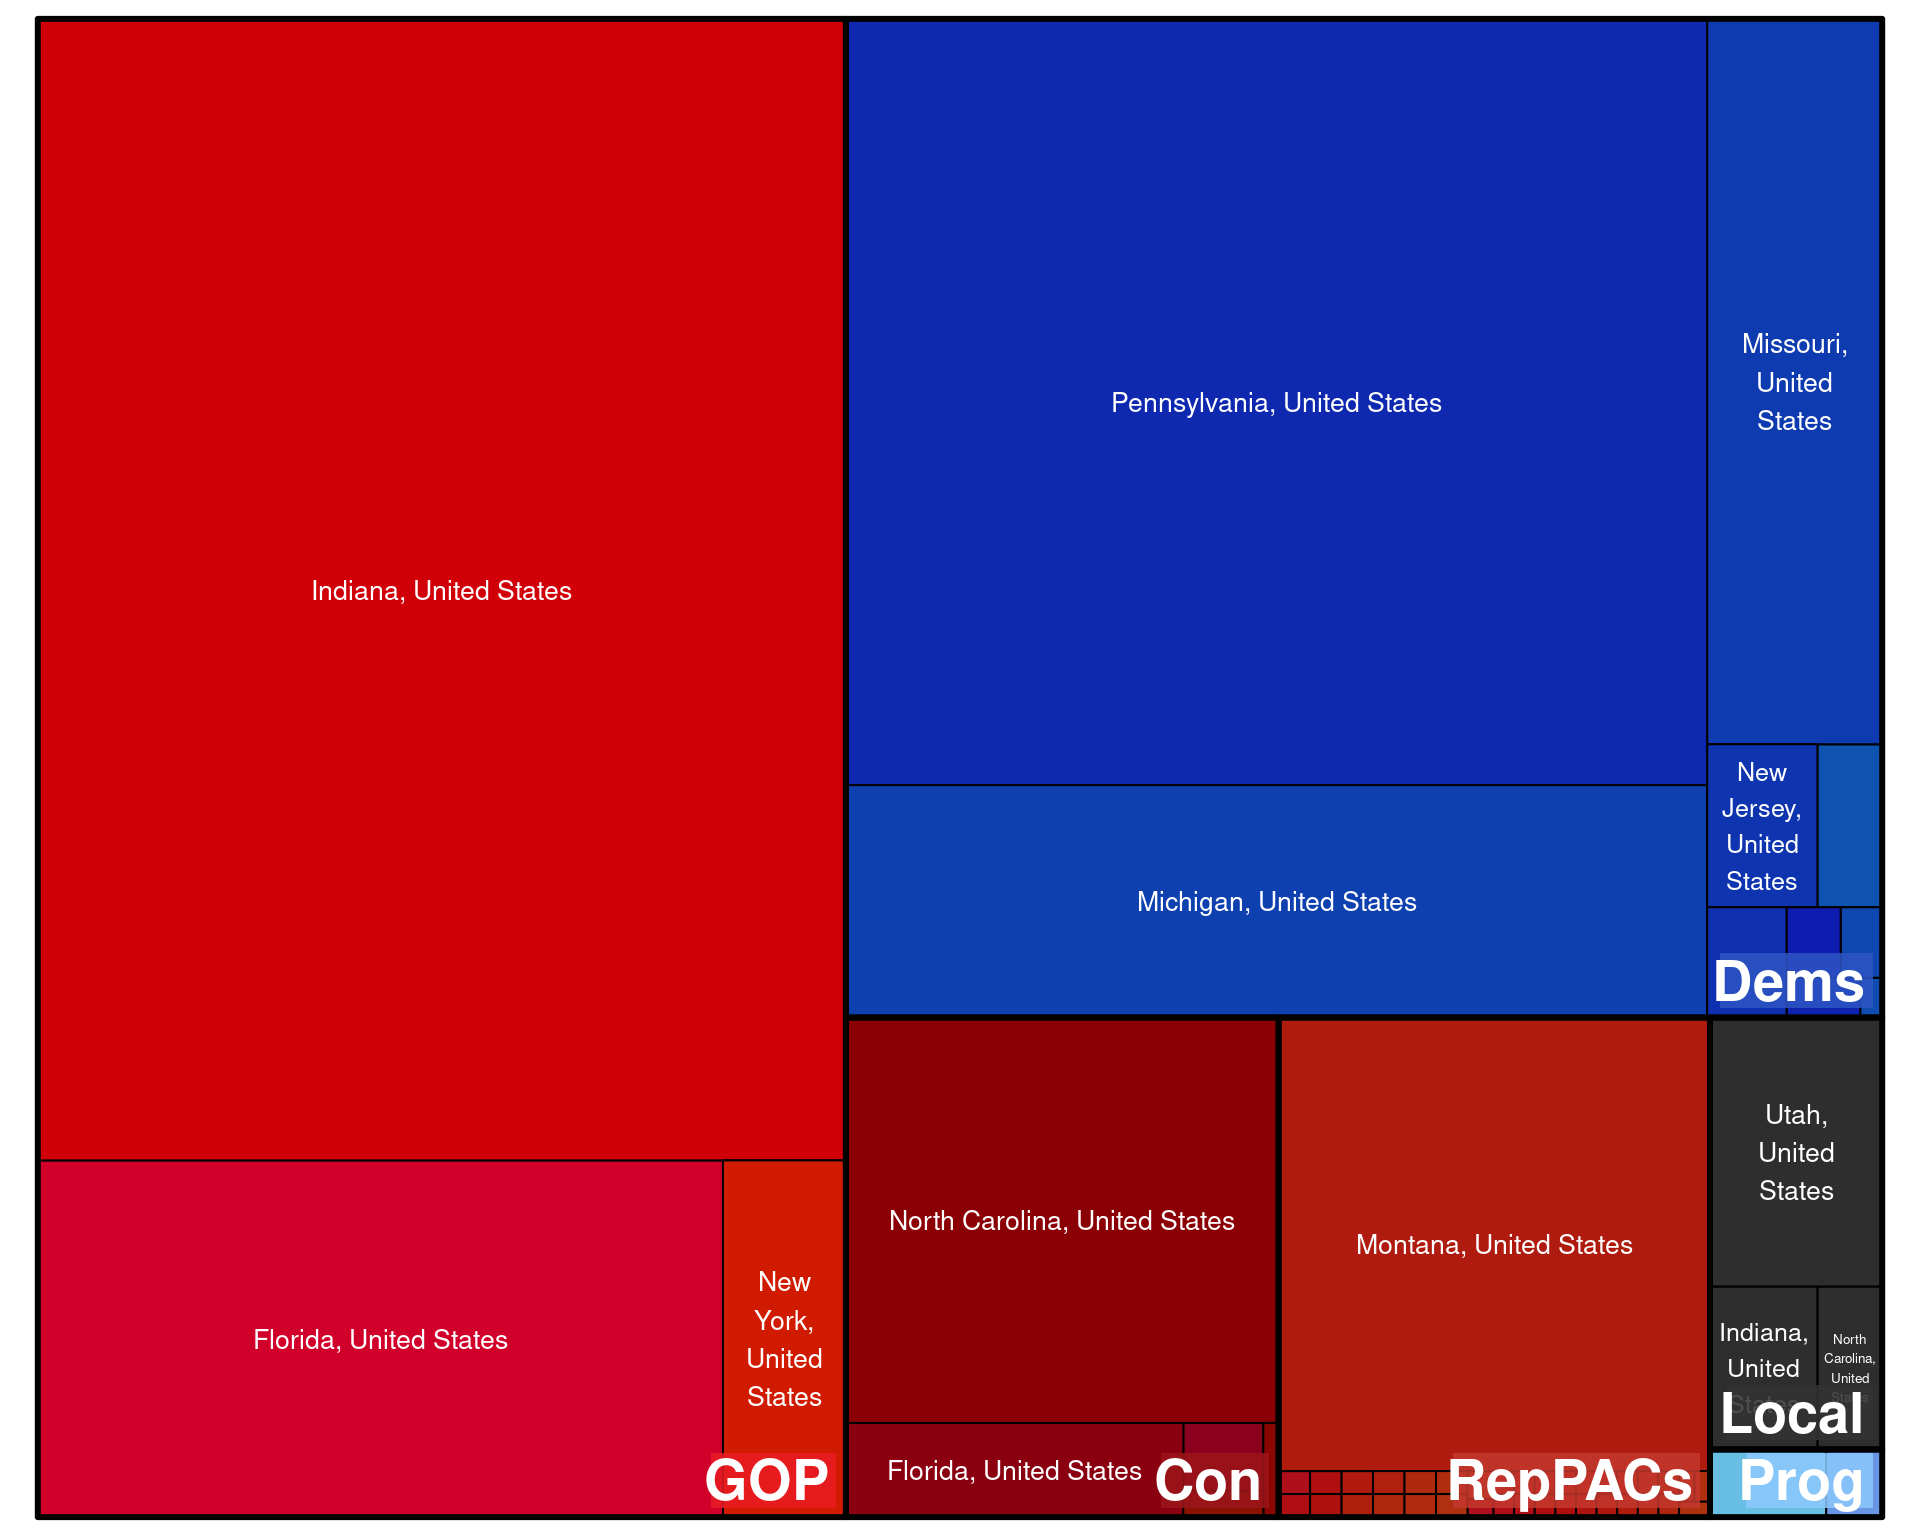 Indiana, United States
Florida, United States
New
York,
United
States
GOP
Pennsylvania, United States
Michigan, United States
Missouri,
United
States
New
Jersey,
United
States
Dems
North Carolina, United States
Florida, United States
Con
Montana, United States
RepPACs
Utah,
United
States
Indiana,
United
States
North
Carolina,
United
States
Local
Prog